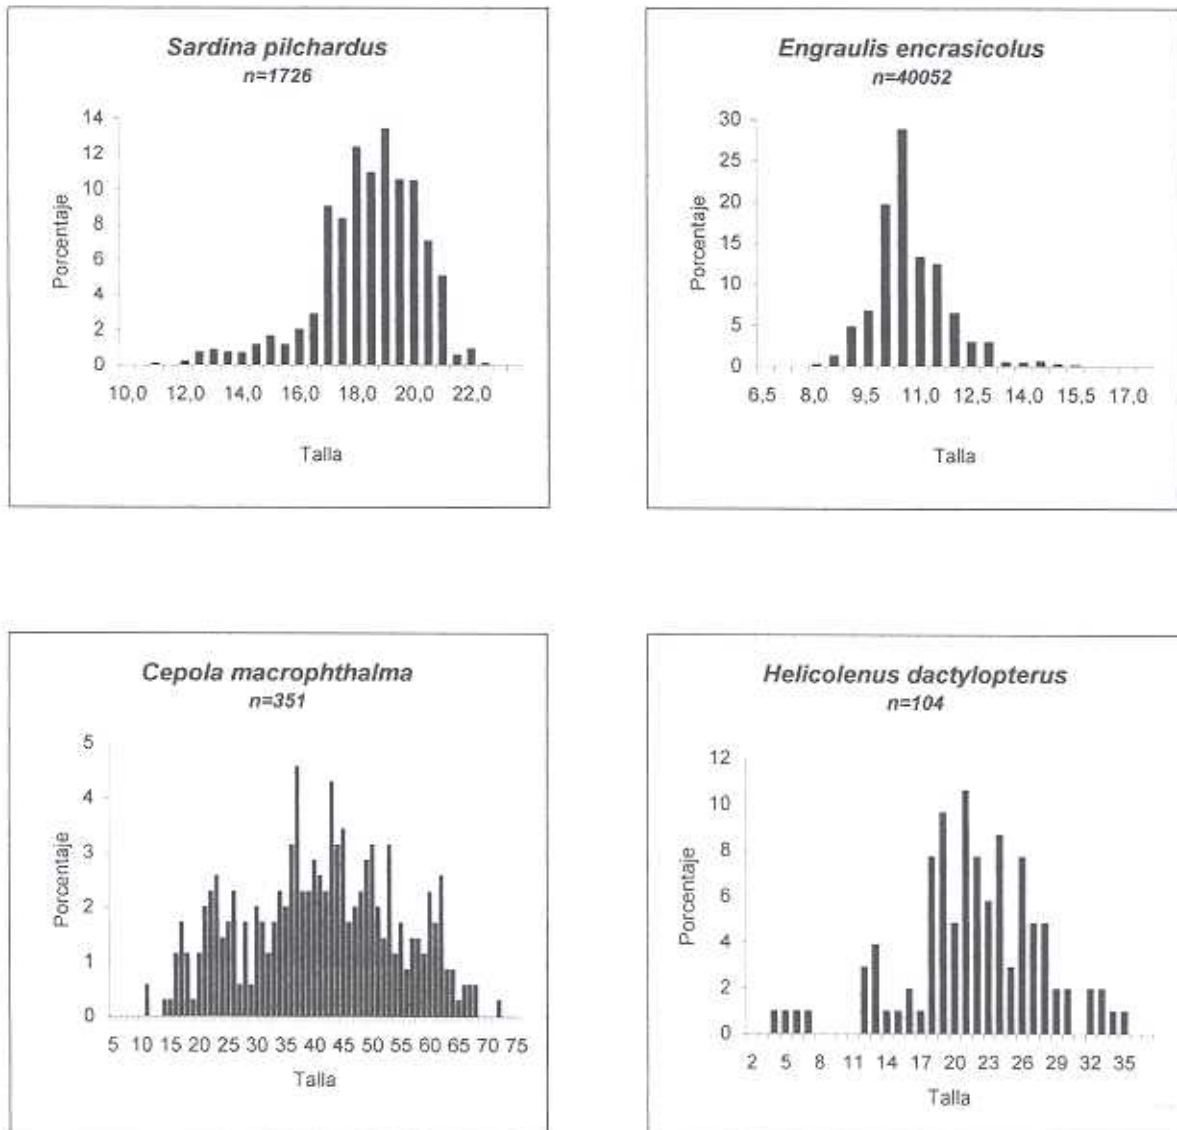 Sardina pilchardus
n=1726
Porcentaje
14
12
10
8
6
4
2
0
10,0 12,0 14,0 16,0 18,0 20,0 22,0
Talla
Engraulis encrasicolus
n=40052
Porcentaje
30
25
20
15
10
5
0
6,5 8,0 9,5 11,0 12,5 14,0 15,5 17,0
Talla
Cepola macrophthalma
n=351
Porcentaje
5
4
3
2
1
0
5 10 15 20 25 30 35 40 45 50 55 60 65 70 75
Talla
Helicolenus dactylopterus
n=104
Porcentaje
12
10
8
6
4
2
0
2 5 8 11 14 17 20 23 26 29 32 35
Talla